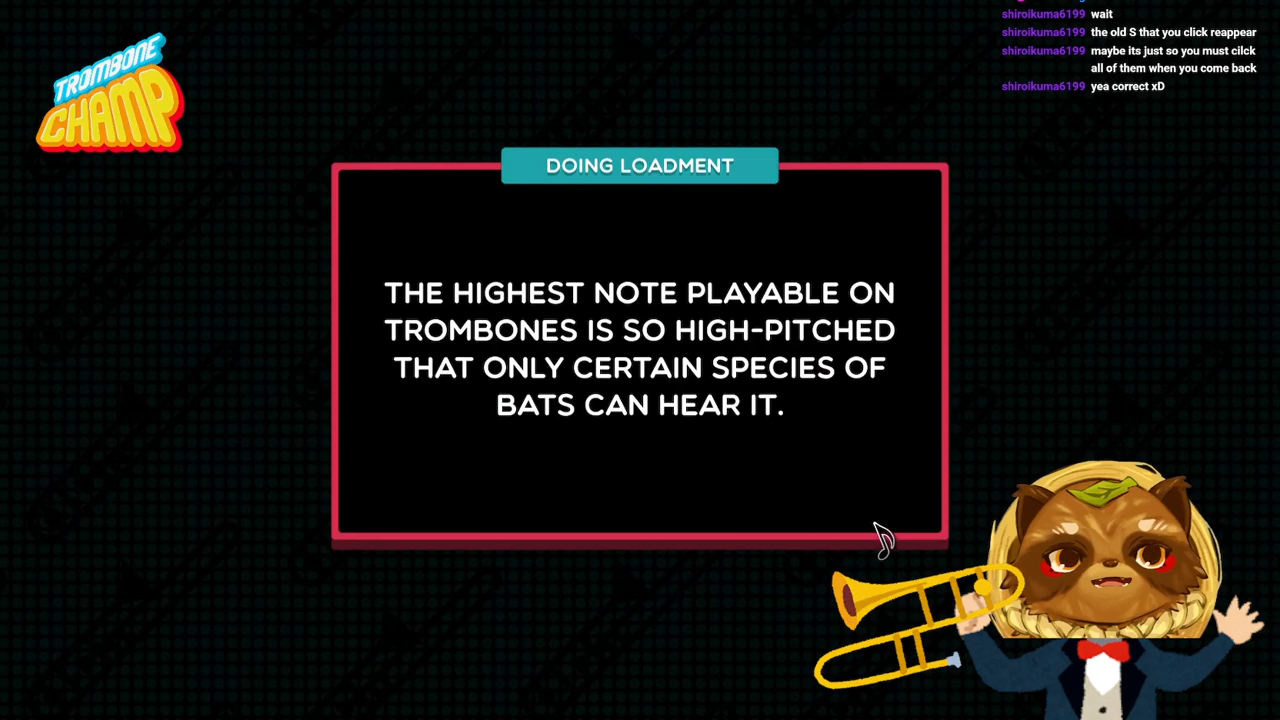 shiroikuma6199 wait
shiroikuma6199 the old S that you click reappear
shiroikuma6199 maybe its just so you must cilck
all of them when you come back
shiroikuma6199 yea correct xD
TROMBONE
CHAMP
DOING LOADMENT
THE HIGHEST NOTE PLAYABLE ON
TROMBONES IS SO HIGH-PITCHED
THAT ONLY CERTAIN SPECIES OF
BATS CAN HEAR IT.